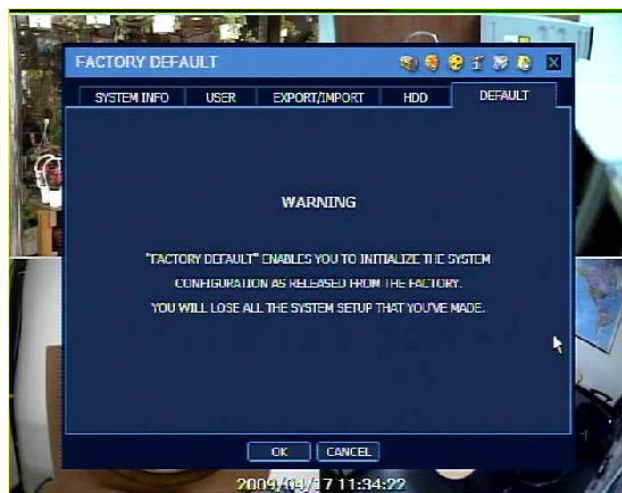 FACTORY DEFAULT
SYSTEM INFO USER EXPORT/IMPORT HDD DEFAULT
WARNING
"FACTORY DEFAULT" ENABLES YOU TO INITIALIZE THE SYSTEM
CONFIGURATION AS RELEASED FROM THE FACTORY.
YOU WILL LOSE ALL THE SYSTEM SETUP THAT YOU'VE MADE.
OK CANCEL
2009/04/17 11:34:22